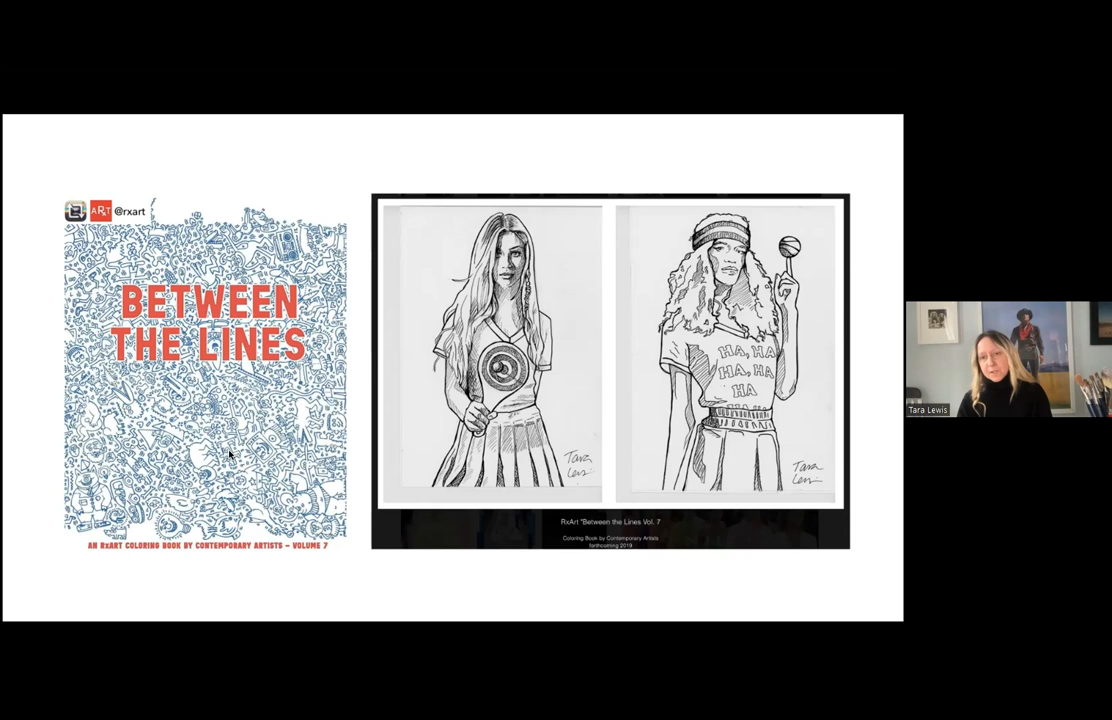 ART @rxart
BETWEEN
THE LINES
AN RxART COLORING BOOK BY CONTEMPORARY ARTISTS – VOLUME 7
HA, HA
HA, HA
HA
Tara
Lewis
Tara
Lewis
RxArt "Between the Lines Vol. 7
Coloring Book by Contemporary Artists
forthcoming 2019
Tara Lewis